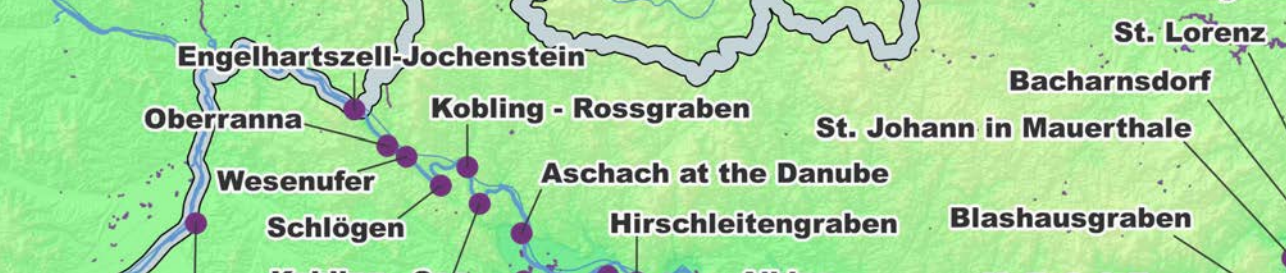 St. Lorenz
Engelhartszell-Jochenstein
Bacharnsdorf
Kobling - Rossgraben
Oberranna
St. Johann in Mauerthale
Aschach at the Danube
Wesenufer
Hirschleitengraben
Blashausgraben
Schlögen